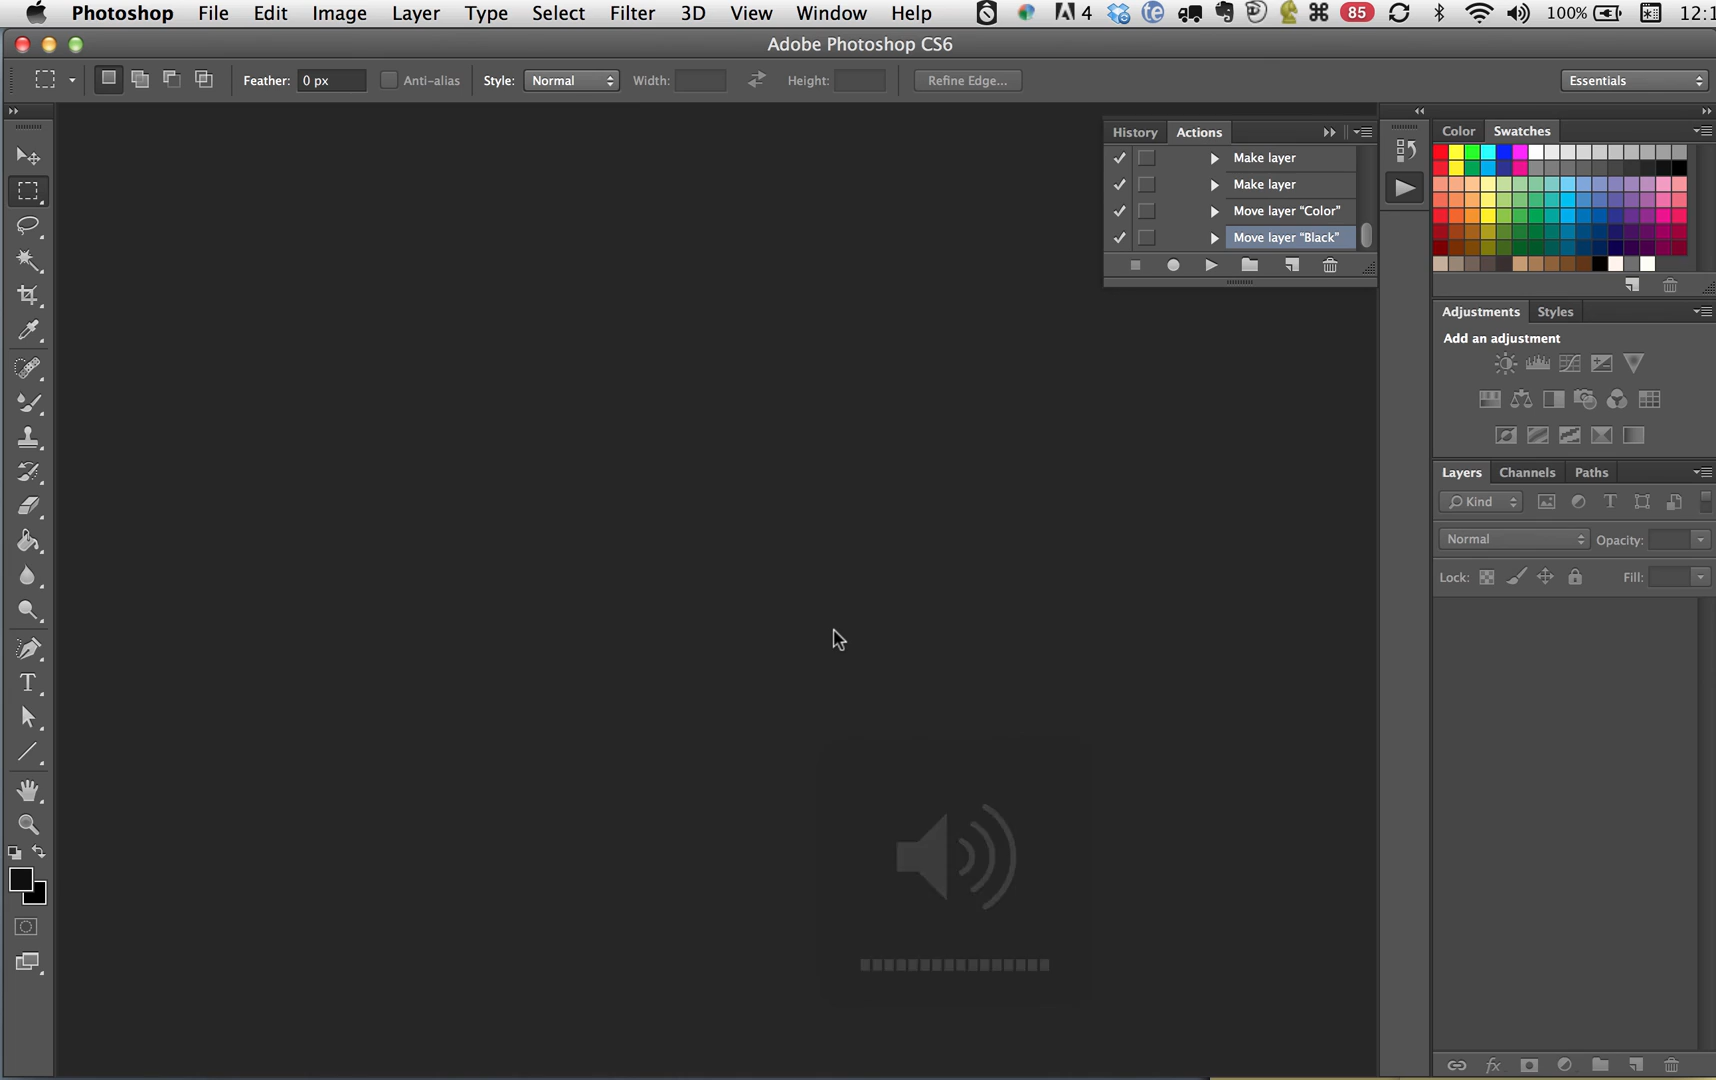 Photoshop File Edit Image Layer Type Select Filter 3D View Window Help 4 85 100% 12:1
Adobe Photoshop CS6
Feather: 0 px Anti-alias Style: Normal Width: Height: Refine Edge... Essentials
History Actions
Make layer
Make layer
Move layer “Color”
Move layer “Black”
Color Swatches
Adjustments Styles
Add an adjustment
Layers Channels Paths
Kind
Normal Opacity:
Lock: Fill: